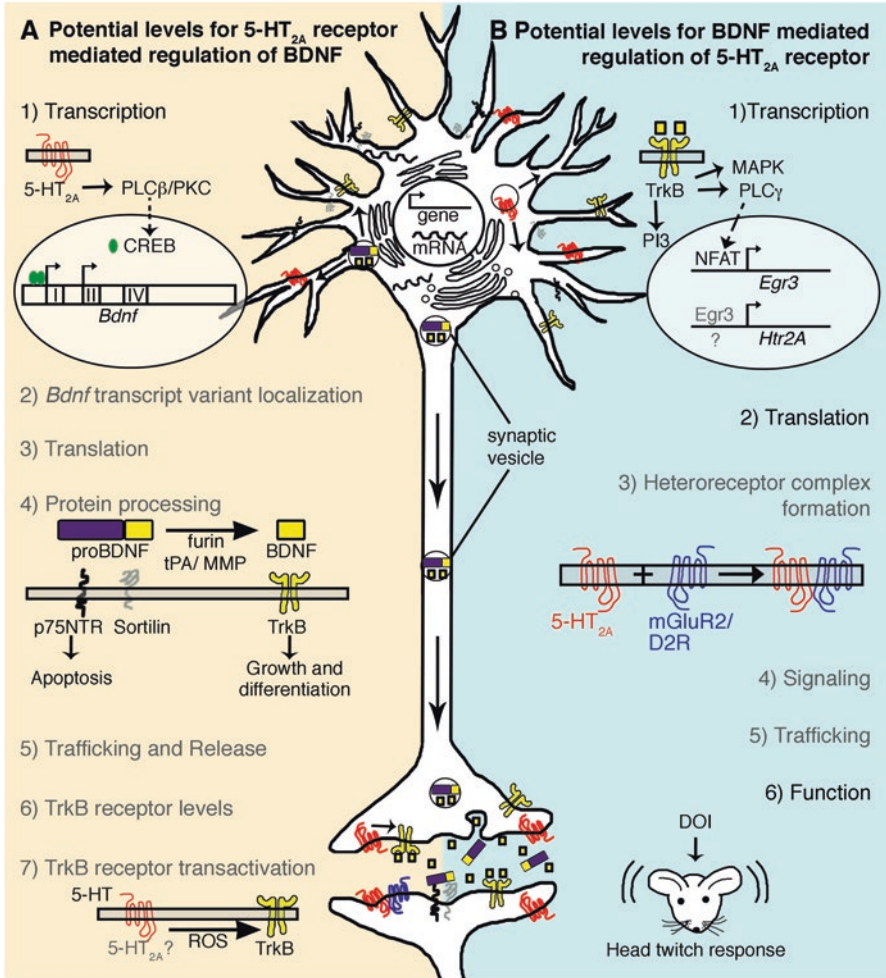 A Potential levels for 5-HT2A receptor
mediated regulation of BDNF
1) Transcription
5-HT2A
PLCβ/PKC
CREB
I II IV
Bdnf
2) Bdnf transcript variant localization
3) Translation
4) Protein processing
proBDNF
furin
tPA/ MMP
BDNF
p75NTR
Sortilin
TrkB
Apoptosis
Growth and
differentiation
5) Trafficking and Release
6) TrkB receptor levels
7) TrkB receptor transactivation
5-HT
5-HT2A?
ROS
TrkB
gene
mRNA
synaptic
vesicle
B Potential levels for BDNF mediated
regulation of 5-HT2A receptor
1)Transcription
TrkB
MAPK
PLCγ
PI3
NFAT
Egr3
Egr3
?
Htr2A
2) Translation
3) Heteroreceptor complex
formation
+
5-HT2A
mGluR2/
D2R
4) Signaling
5) Trafficking
6) Function
DOI
Head twitch response